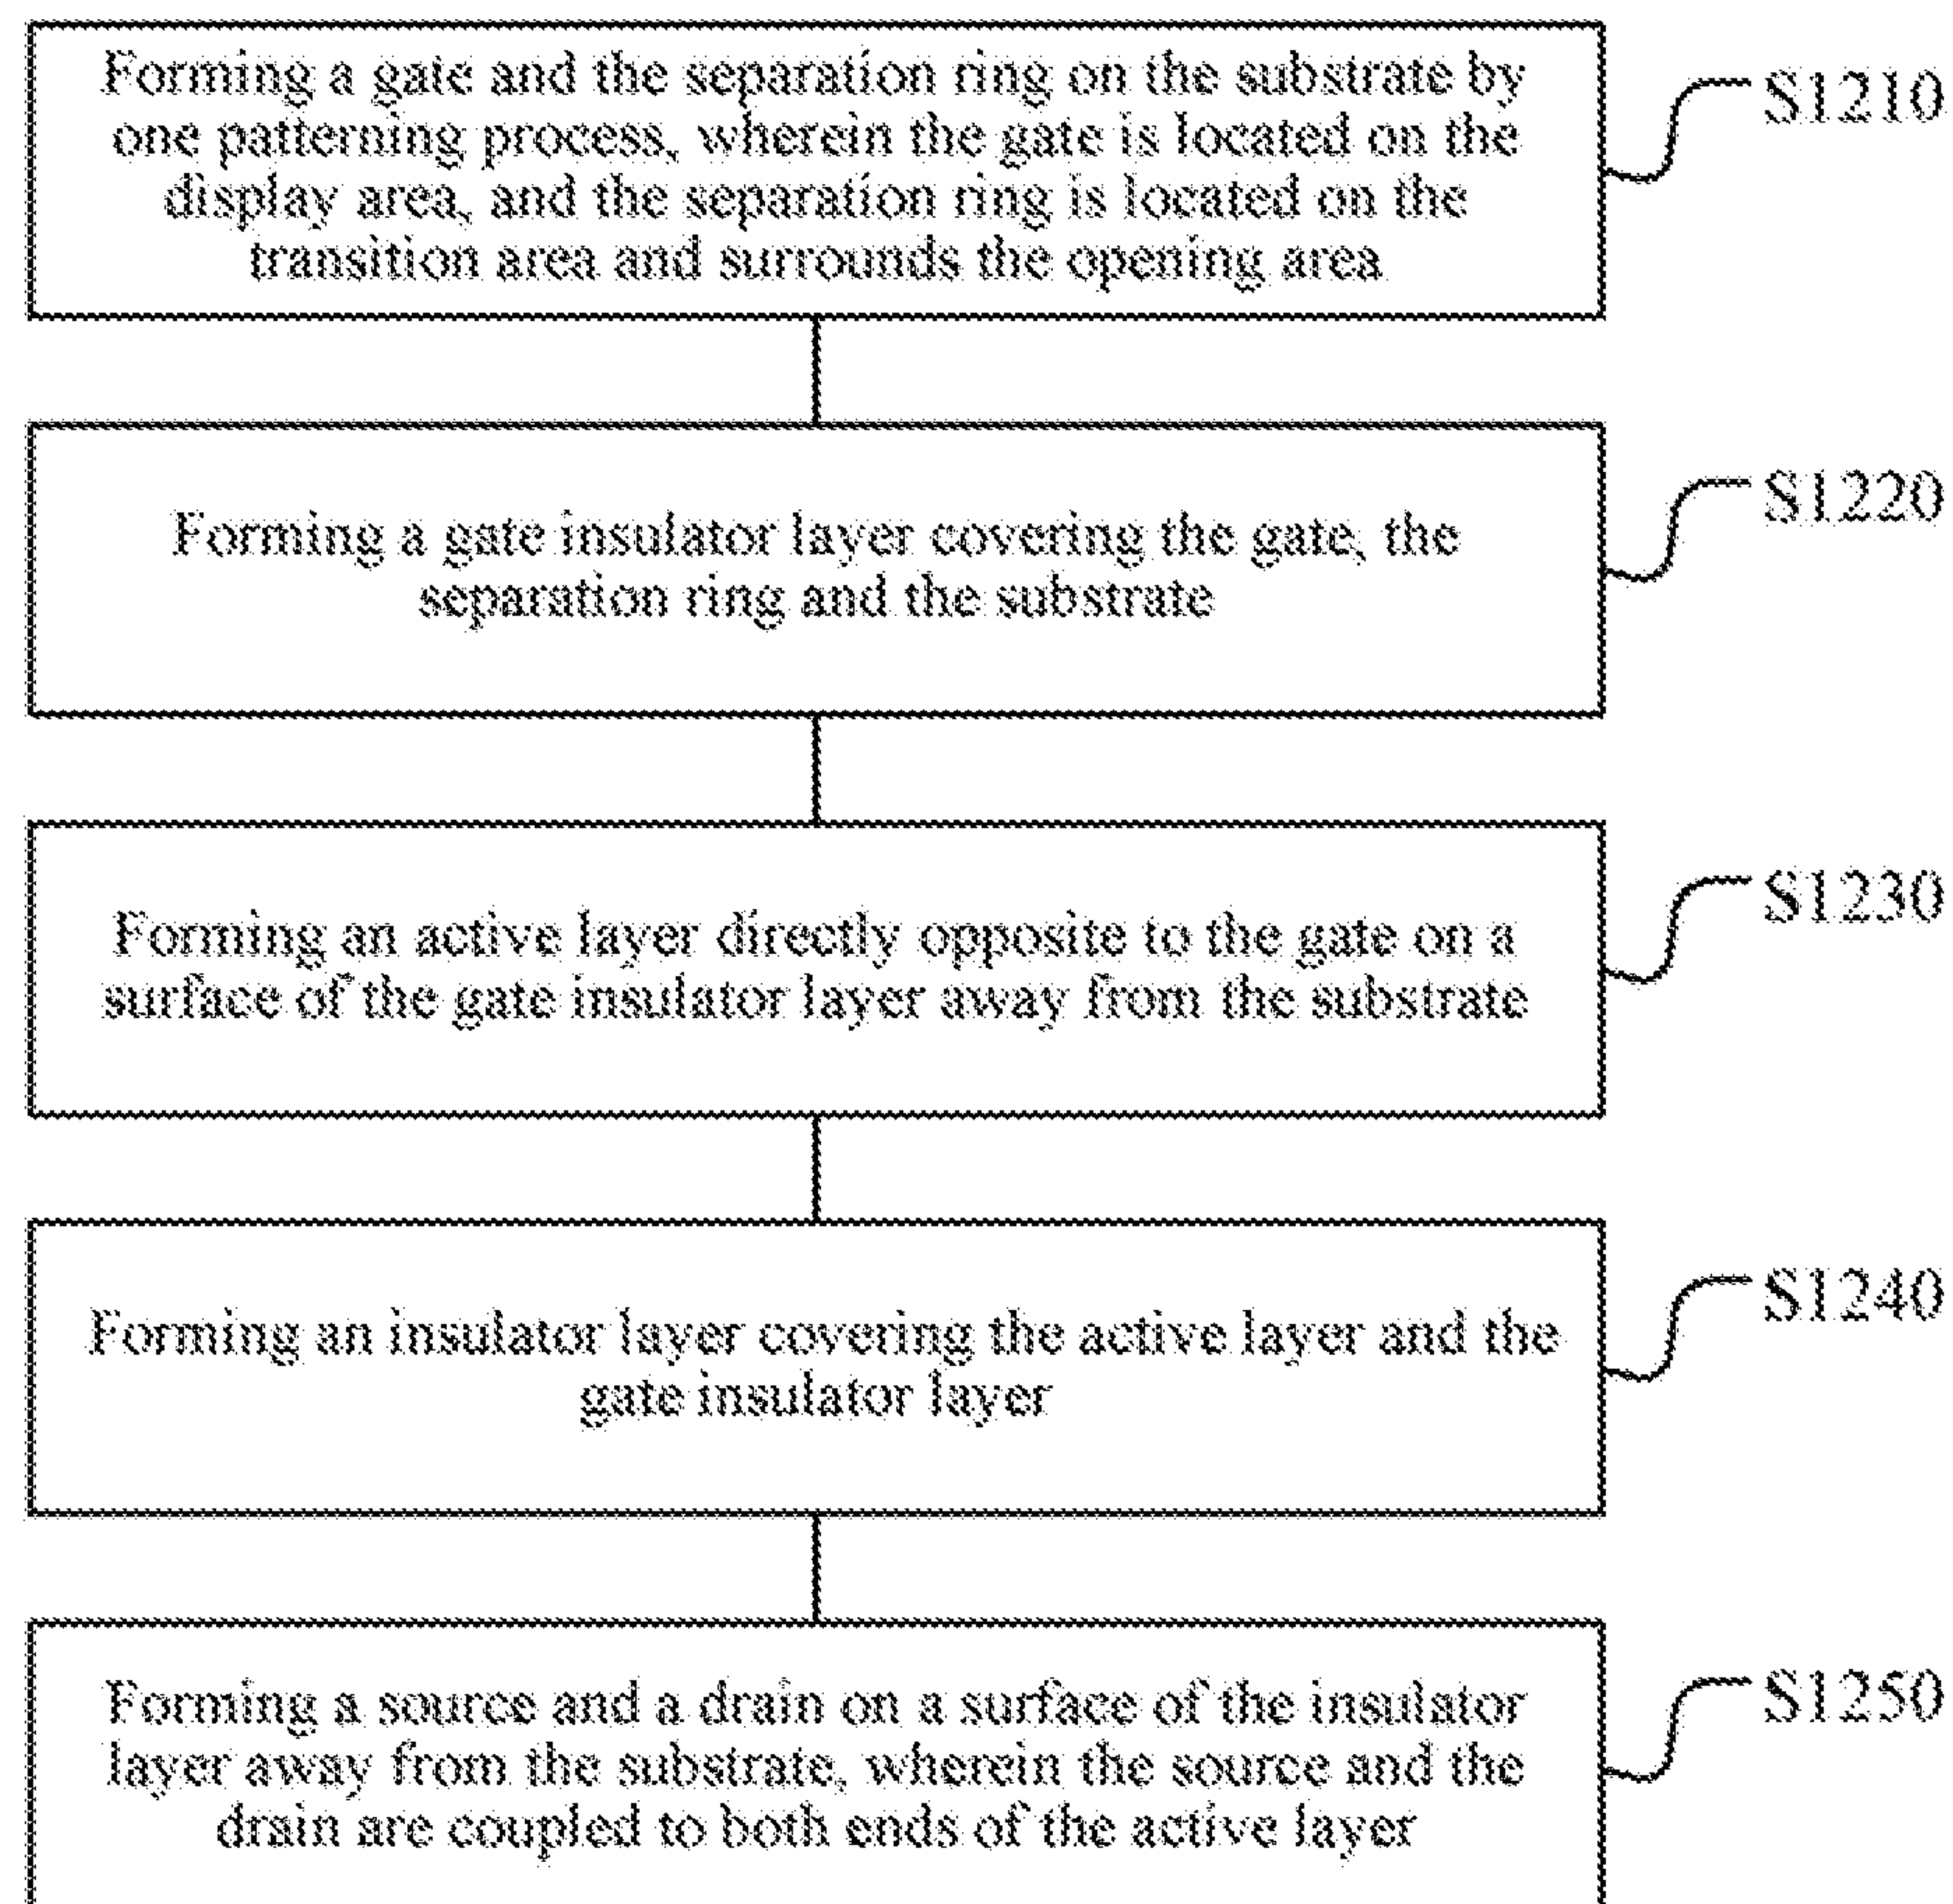 Forming a gate and the separation ring on the substrate by
one patterning process, wherein the gate is located on the
display area, and the separation ring is located on the
transition area and surrounds the opening area
S1210
Forming a gate insulator layer covering the gate, the
separation ring and the substrate
S1220
Forming an active layer directly opposite to the gate on a
surface of the gate insulator layer away from the substrate
S1230
Forming an insulator layer covering the active layer and the
gate insulator layer
S1240
Forming a source and a drain on a surface of the insulator
layer away from the substrate, wherein the source and the
drain are coupled to both ends of the active layer
S1250